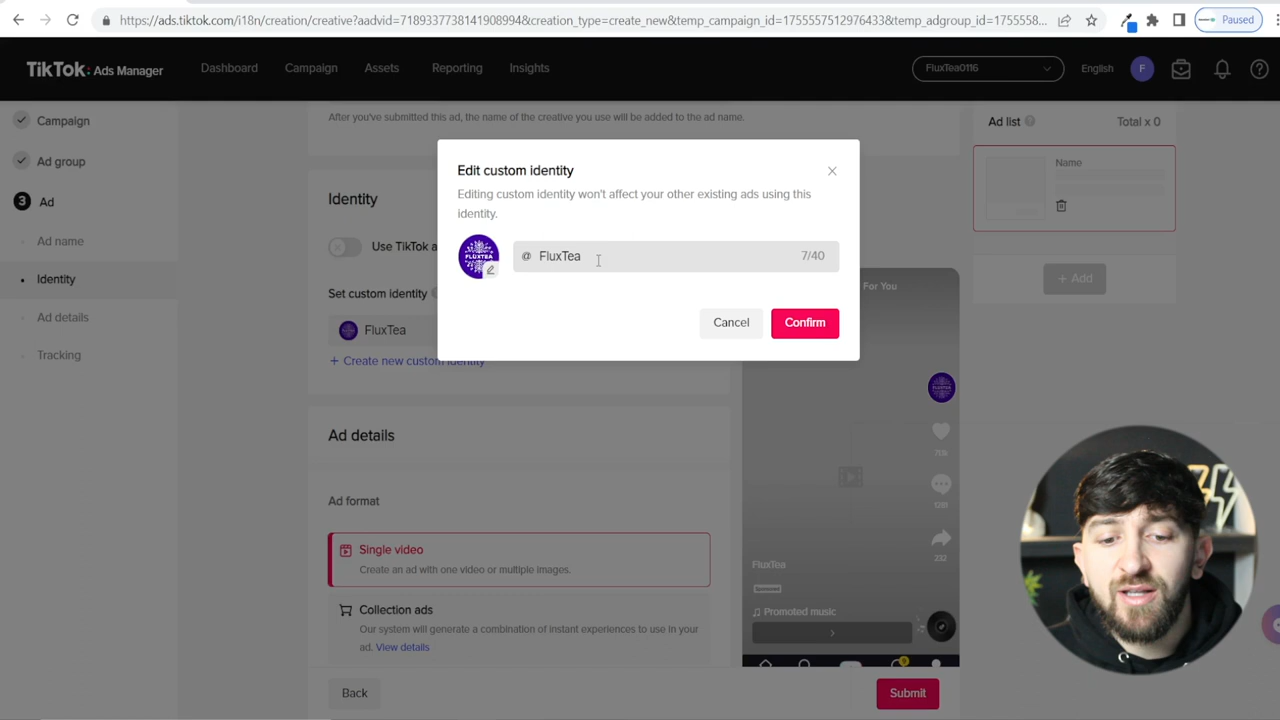 https://ads.tiktok.com/i18n/creation/creative?aadvid=7189337738141908994&creation_type=create_new&temp_campaign_id=1755557512976433&temp_adgroup_id=1755558...
Paused
TikTok: Ads Manager
Dashboard
Campaign
Assets
Reporting
Insights
FluxTea0116
English
F
Campaign
Ad group
3 Ad
Ad name
Identity
Ad details
Tracking
After you've submitted this ad, the name of the creative you use will be added to the ad name.
Identity
Use TikTok a
Set custom identity
FluxTea
+ Create new custom identity
Edit custom identity
Editing custom identity won't affect your other existing ads using this
identity.
FLUXTEA
@ FluxTea
7/40
Cancel
Confirm
Ad details
Ad format
Single video
Create an ad with one video or multiple images.
Collection ads
Our system will generate a combination of instant experiences to use in your
ad. View details
Back
Submit
For You
FLUXTEA
232
FluxTea
Promoted music
Ad list
Total x 0
Name
+ Add